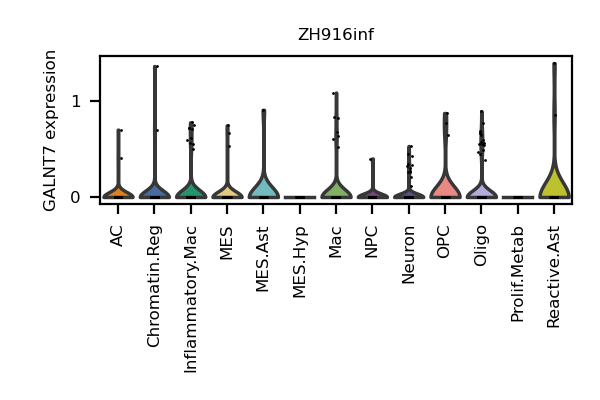 ZH916inf
GALNT7 expression
1
0
AC
Chromatin.Reg
Inflammatory.Mac
MES
MES.Ast
MES.Hyp
Mac
NPC
Neuron
OPC
Oligo
Prolif.Metab
Reactive.Ast